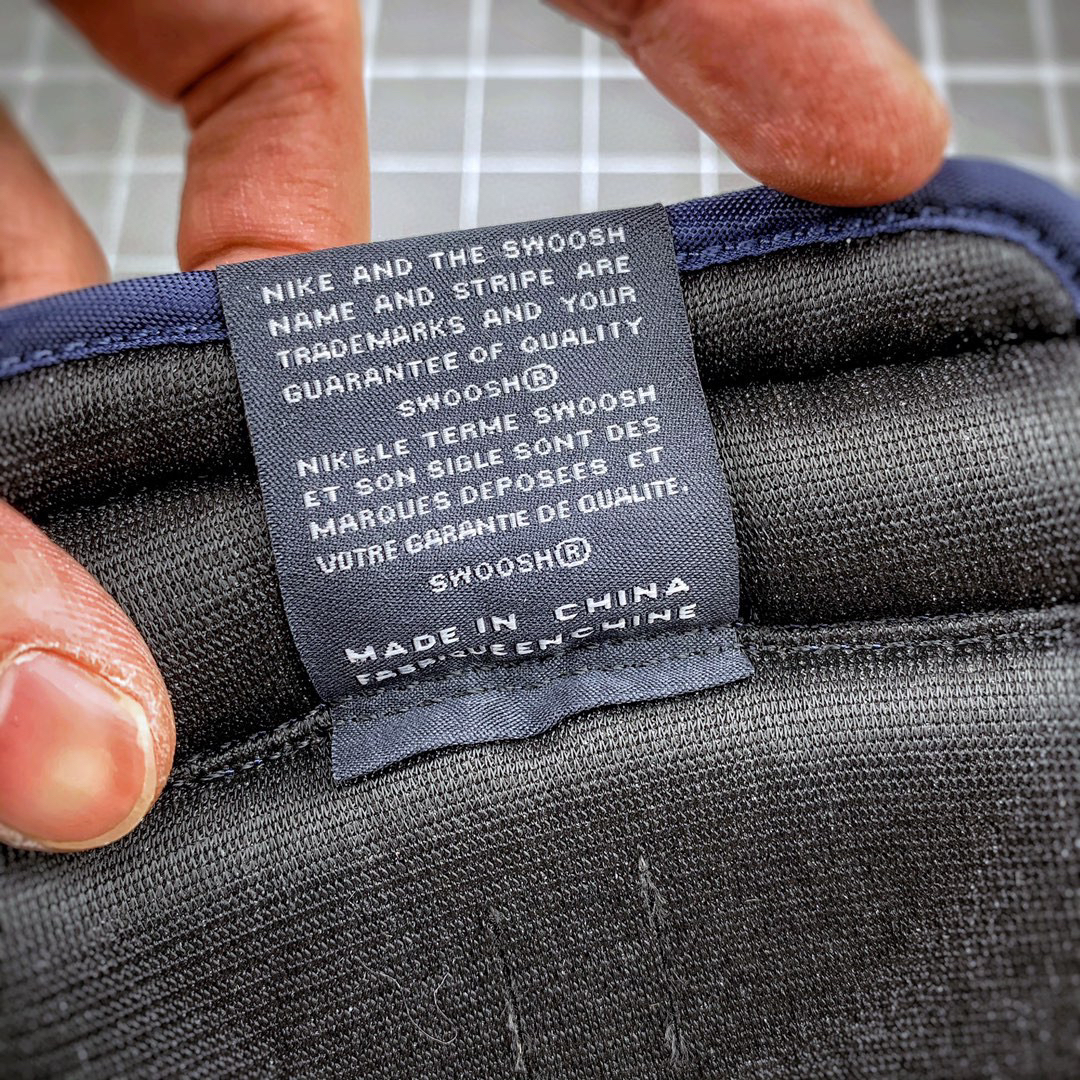 NIKE AND THE SWOOSH
NAME AND STRIPE ARE
TRADEMARKS AND YOUR
GUARANTEE OF QUALITY
SWOOSH®
NIKE.LE TERME SWOOSH
ET SON SIGLE SONT DES
MARQUES DEPOSEES ET
VOTRE GARANTIE DE QUALITE.
SWOOSH®
MADE IN CHINA
FABRIQUE EN CHINE